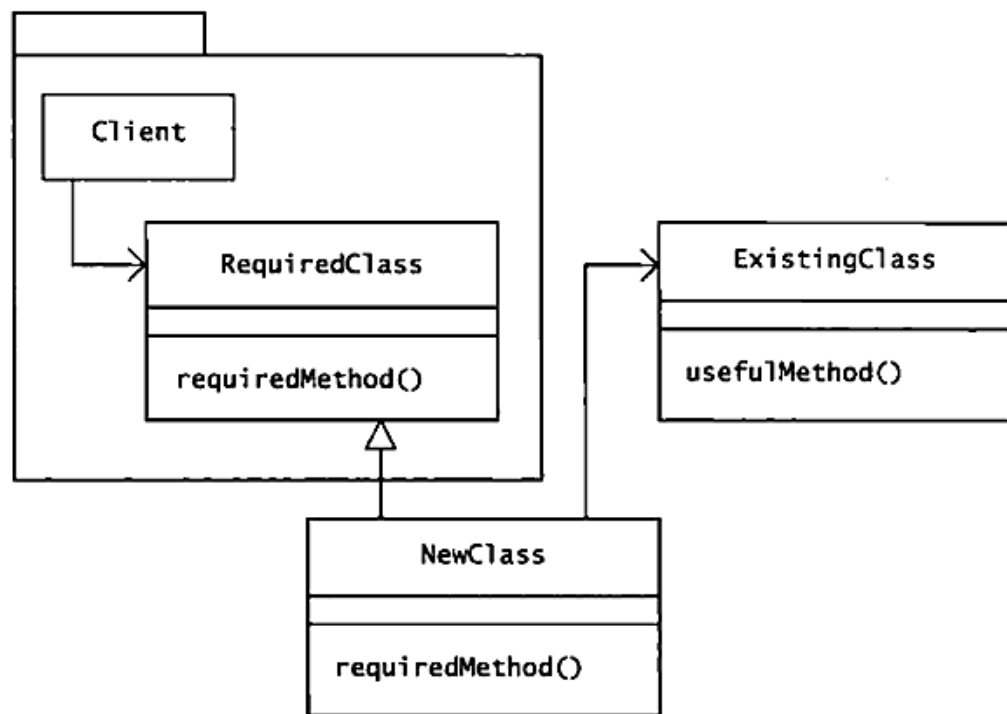 Client
RequiredClass
requiredMethod()
ExistingClass
usefulMethod()
NewClass
requiredMethod()